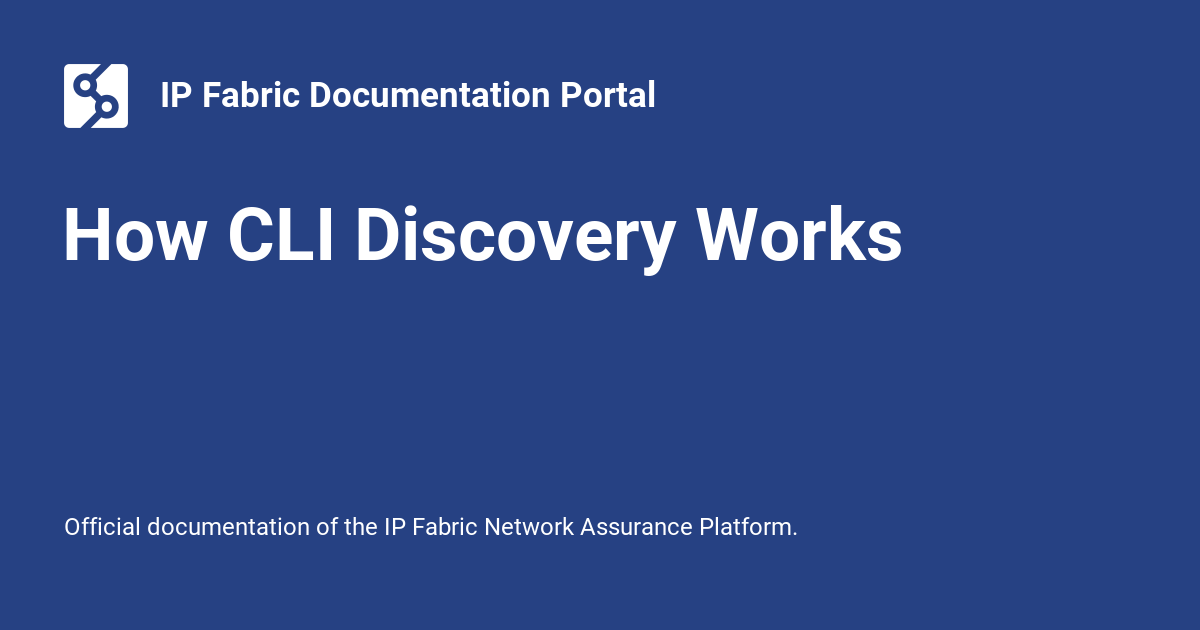 IP Fabric Documentation Portal
How CLI Discovery Works
Official documentation of the IP Fabric Network Assurance Platform.